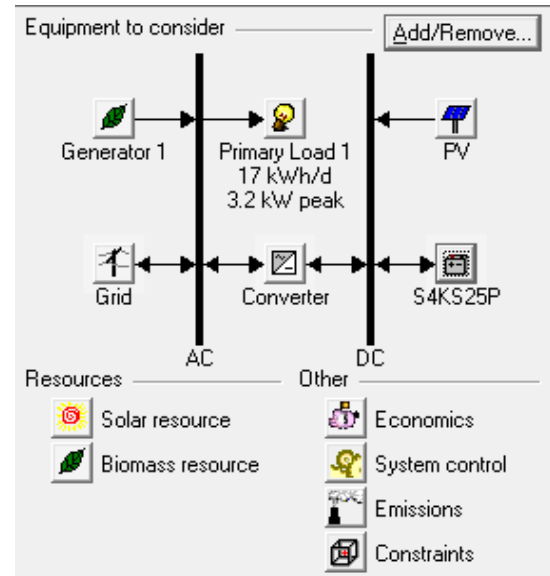 Equipment to consider
Add/Remove...
Generator 1
Primary Load 1
17 kWh/d
3.2 kW peak
PV
Grid
Converter
S4KS25P
AC
DC
Resources
Other
Solar resource
Economics
Biomass resource
System control
Emissions
Constraints